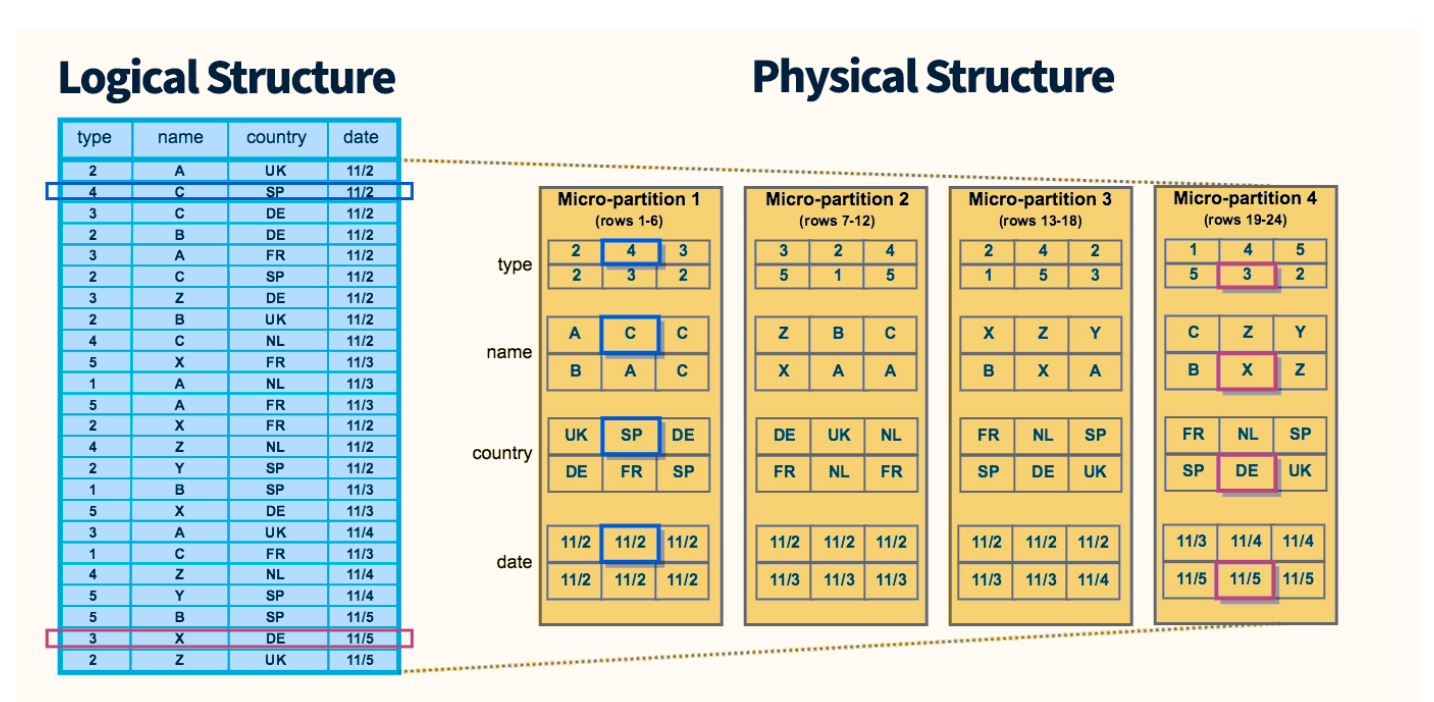 Logical Structure
type name country date
2 A UK 11/2
4 C SP 11/2
3 C DE 11/2
2 B DE 11/2
3 A FR 11/2
2 C SP 11/2
3 Z DE 11/2
2 B UK 11/2
4 C NL 11/2
5 X FR 11/3
1 A NL 11/3
5 A FR 11/3
2 X FR 11/2
4 Z NL 11/2
2 Y SP 11/2
1 B SP 11/3
5 X DE 11/3
3 A UK 11/4
1 C FR 11/3
4 Z NL 11/4
5 Y SP 11/4
5 B SP 11/5
3 X DE 11/5
2 Z UK 11/5
Physical Structure
type
name
country
date
Micro-partition 1
(rows 1-6)
2 4 3
2 3 2
A C C
B A C
UK SP DE
DE FR SP
11/2 11/2 11/2
11/2 11/2 11/2
Micro-partition 2
(rows 7-12)
3 2 4
5 1 5
Z B C
X A A
DE UK NL
FR NL FR
11/2 11/2 11/2
11/3 11/3 11/3
Micro-partition 3
(rows 13-18)
2 4 2
1 5 3
X Z Y
B X A
FR NL SP
SP DE UK
11/2 11/2 11/2
11/3 11/3 11/4
Micro-partition 4
(rows 19-24)
1 4 5
5 3 2
C Z Y
B X Z
FR NL SP
SP DE UK
11/3 11/4 11/4
11/5 11/5 11/5